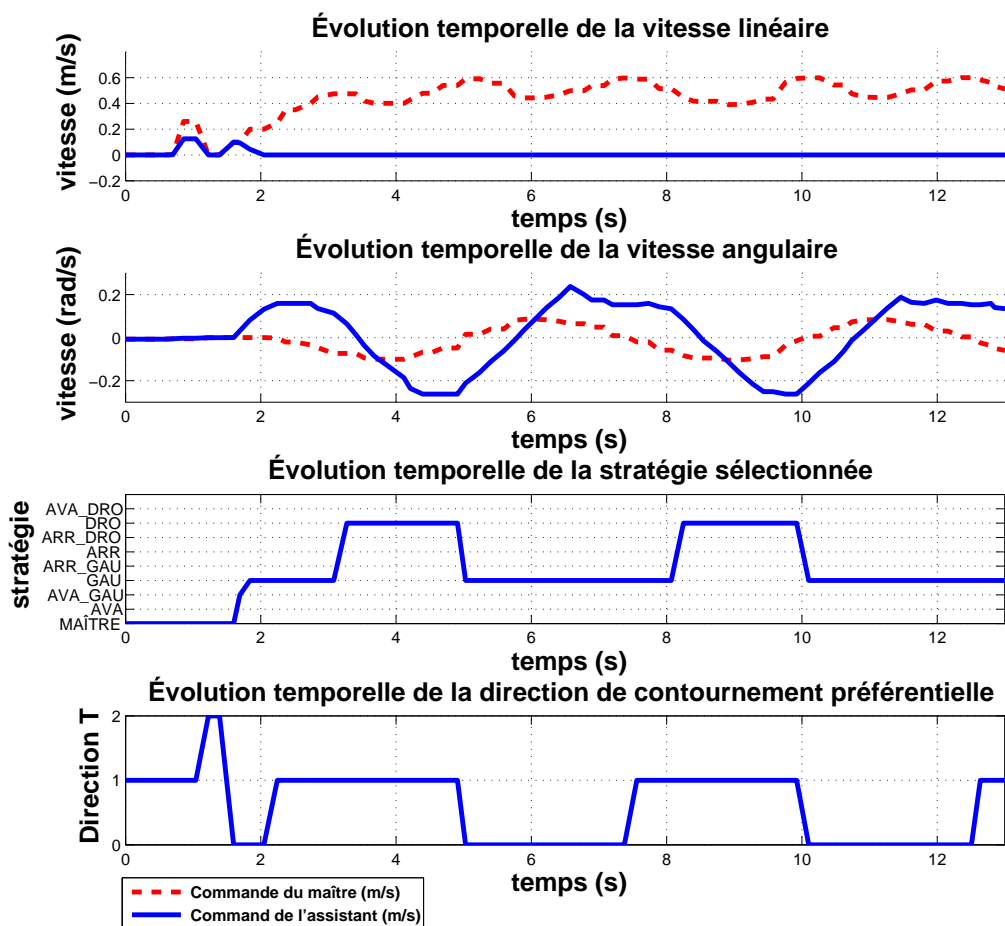 Évolution temporelle de la vitesse linéaire
vitesse (m/s)
0.6
0.4
0.2
0
−0.2
0 2 4 6 8 10 12
temps (s)
Évolution temporelle de la vitesse angulaire
vitesse (rad/s)
0.2
0
−0.2
0 2 4 6 8 10 12
temps (s)
Évolution temporelle de la stratégie sélectionnée
stratégie
AVA_DRO
DRO
ARR_DRO
ARR
ARR_GAU
GAU
AVA_GAU
AVA
MAÎTRE
0 2 4 6 8 10 12
temps (s)
Évolution temporelle de la direction de contournement préférentielle
Direction T
2
1
0
0 2 4 6 8 10 12
temps (s)
Commande du maître (m/s)
Command de l'assistant (m/s)